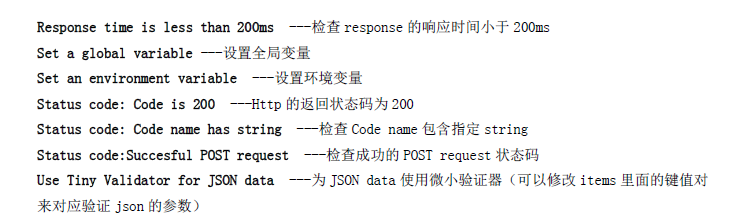 Response time is less than 200ms ---检查 response 的响应时间小于 200ms
Set a global variable ---设置全局变量
Set an environment variable ---设置环境变量
Status code: Code is 200 ---Http 的返回状态码为 200
Status code: Code name has string ---检查 Code name 包含指定 string
Status code:Succesful POST request ---检查成功的 POST request 状态码
Use Tiny Validator for JSON data ---为 JSON data 使用微小验证器（可以修改 items 里面的键值对
来对应验证 json 的参数）